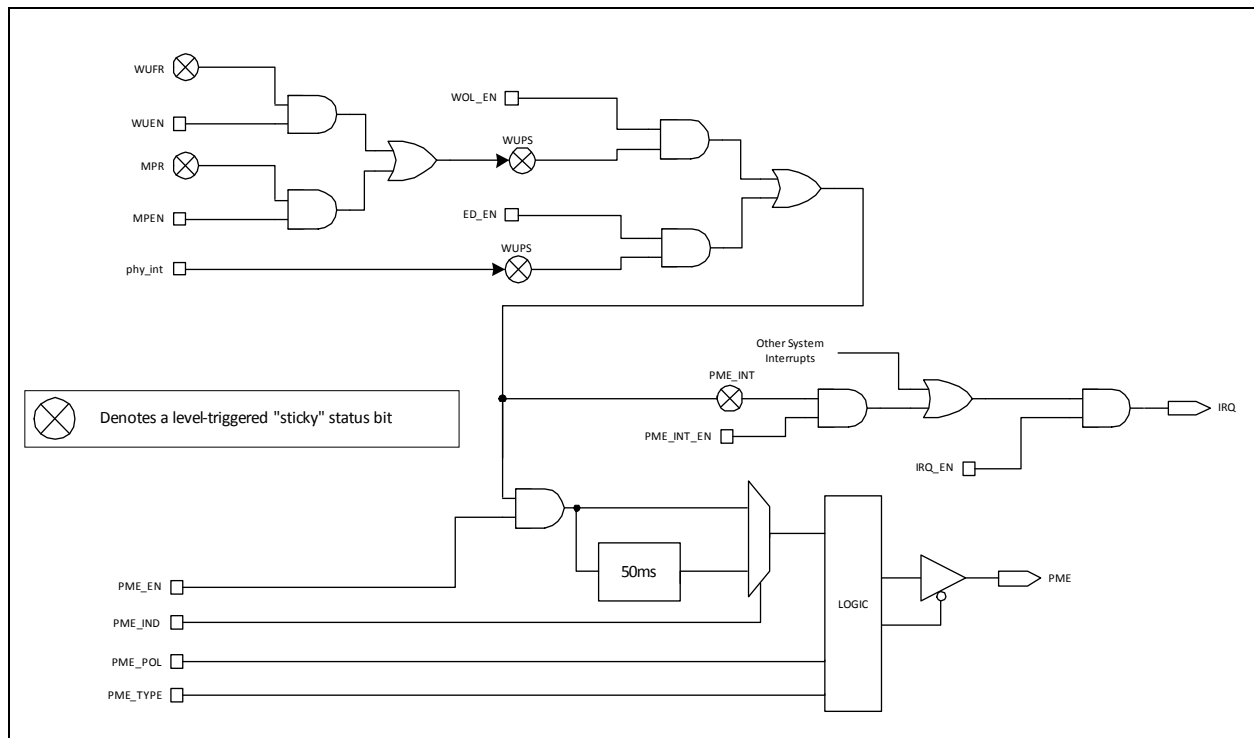 WUFR
WUEN
MPR
MPEN
phy_int
WOL_EN
WUPS
ED_EN
WUPS
Other System
Interrupts
PME_INT
PME_INT_EN
IRQ_EN
IRQ
Denotes a level-triggered "sticky" status bit
50ms
LOGIC
PME
PME_EN
PME_IND
PME_POL
PME_TYPE